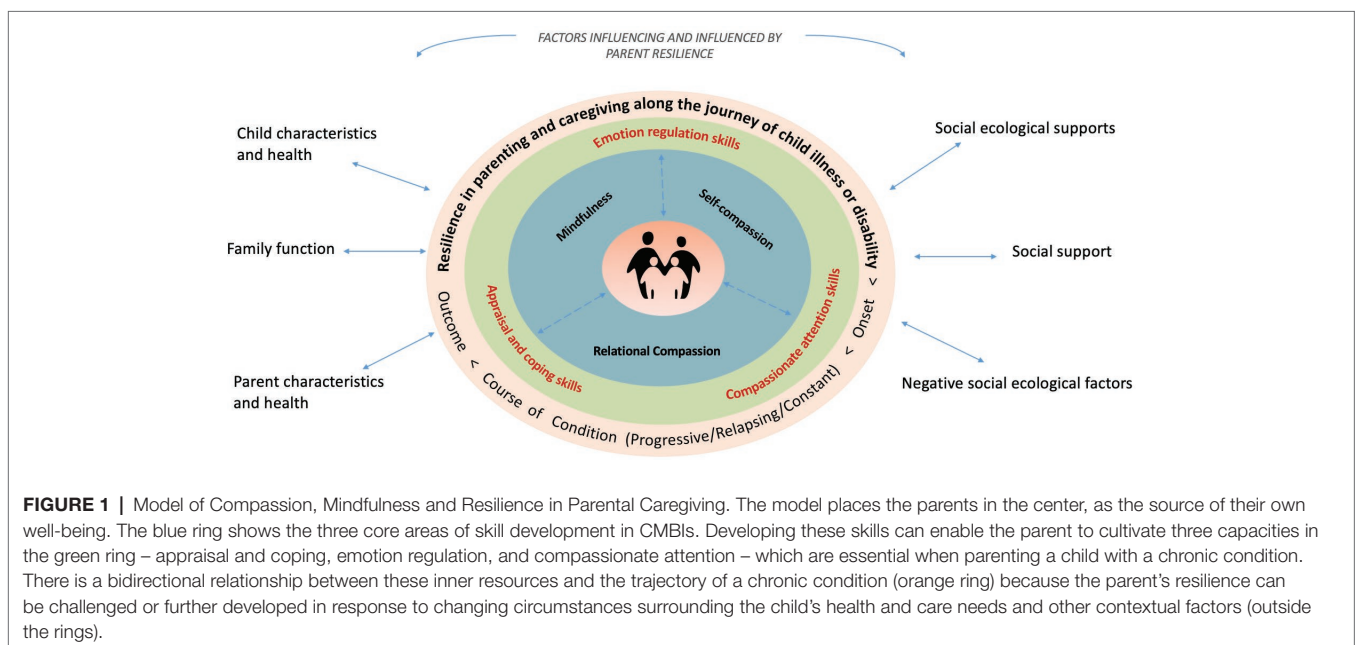 FACTORS INFLUENCING AND INFLUENCED BY
PARENT RESILIENCE
Child characteristics
and health
Family function
Parent characteristics
and health
Resilience in parenting and caregiving along the journey of child illness or disability
> Onset < Course of Condition (Progressive/Relapsing/Constant) < Outcome
Emotion regulation skills
Appraisal and coping skills
Compassionate attention skills
Mindfulness
Self-compassion
Relational Compassion
Social ecological supports
Social support
Negative social ecological factors
FIGURE 1 | Model of Compassion, Mindfulness and Resilience in Parental Caregiving. The model places the parents in the center, as the source of their own
well-being. The blue ring shows the three core areas of skill development in CMBIs. Developing these skills can enable the parent to cultivate three capacities in
the green ring – appraisal and coping, emotion regulation, and compassionate attention – which are essential when parenting a child with a chronic condition.
There is a bidirectional relationship between these inner resources and the trajectory of a chronic condition (orange ring) because the parent’s resilience can
be challenged or further developed in response to changing circumstances surrounding the child’s health and care needs and other contextual factors (outside
the rings).